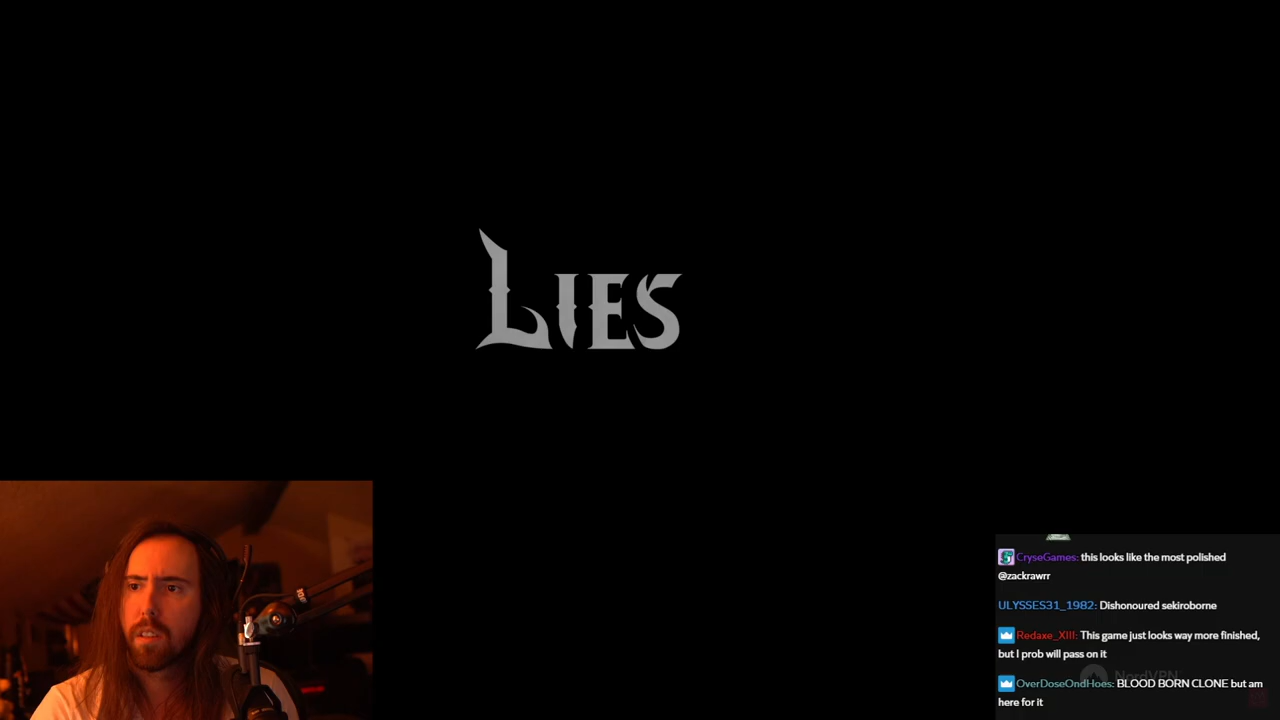 LIES
CryseGames: this looks like the most polished
@zackrawrr
ULYSSES31_1982: Dishonoured sekiroborne
Redaxe_XIII: This game just looks way more finished,
but I prob will pass on it
NordVPN
OverDoseOndHoes: BLOOD BORN CLONE but am
here for it